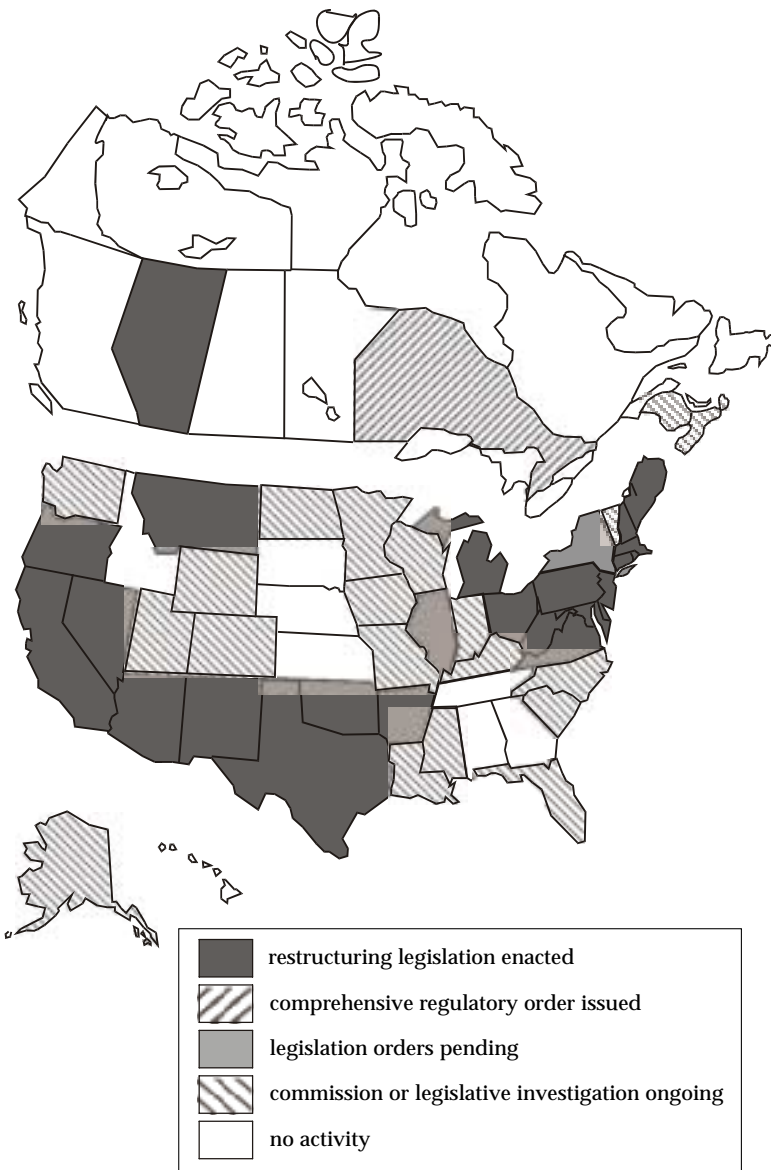 restructuring legislation enacted
comprehensive regulatory order issued
legislation orders pending
commission or legislative investigation ongoing
no activity